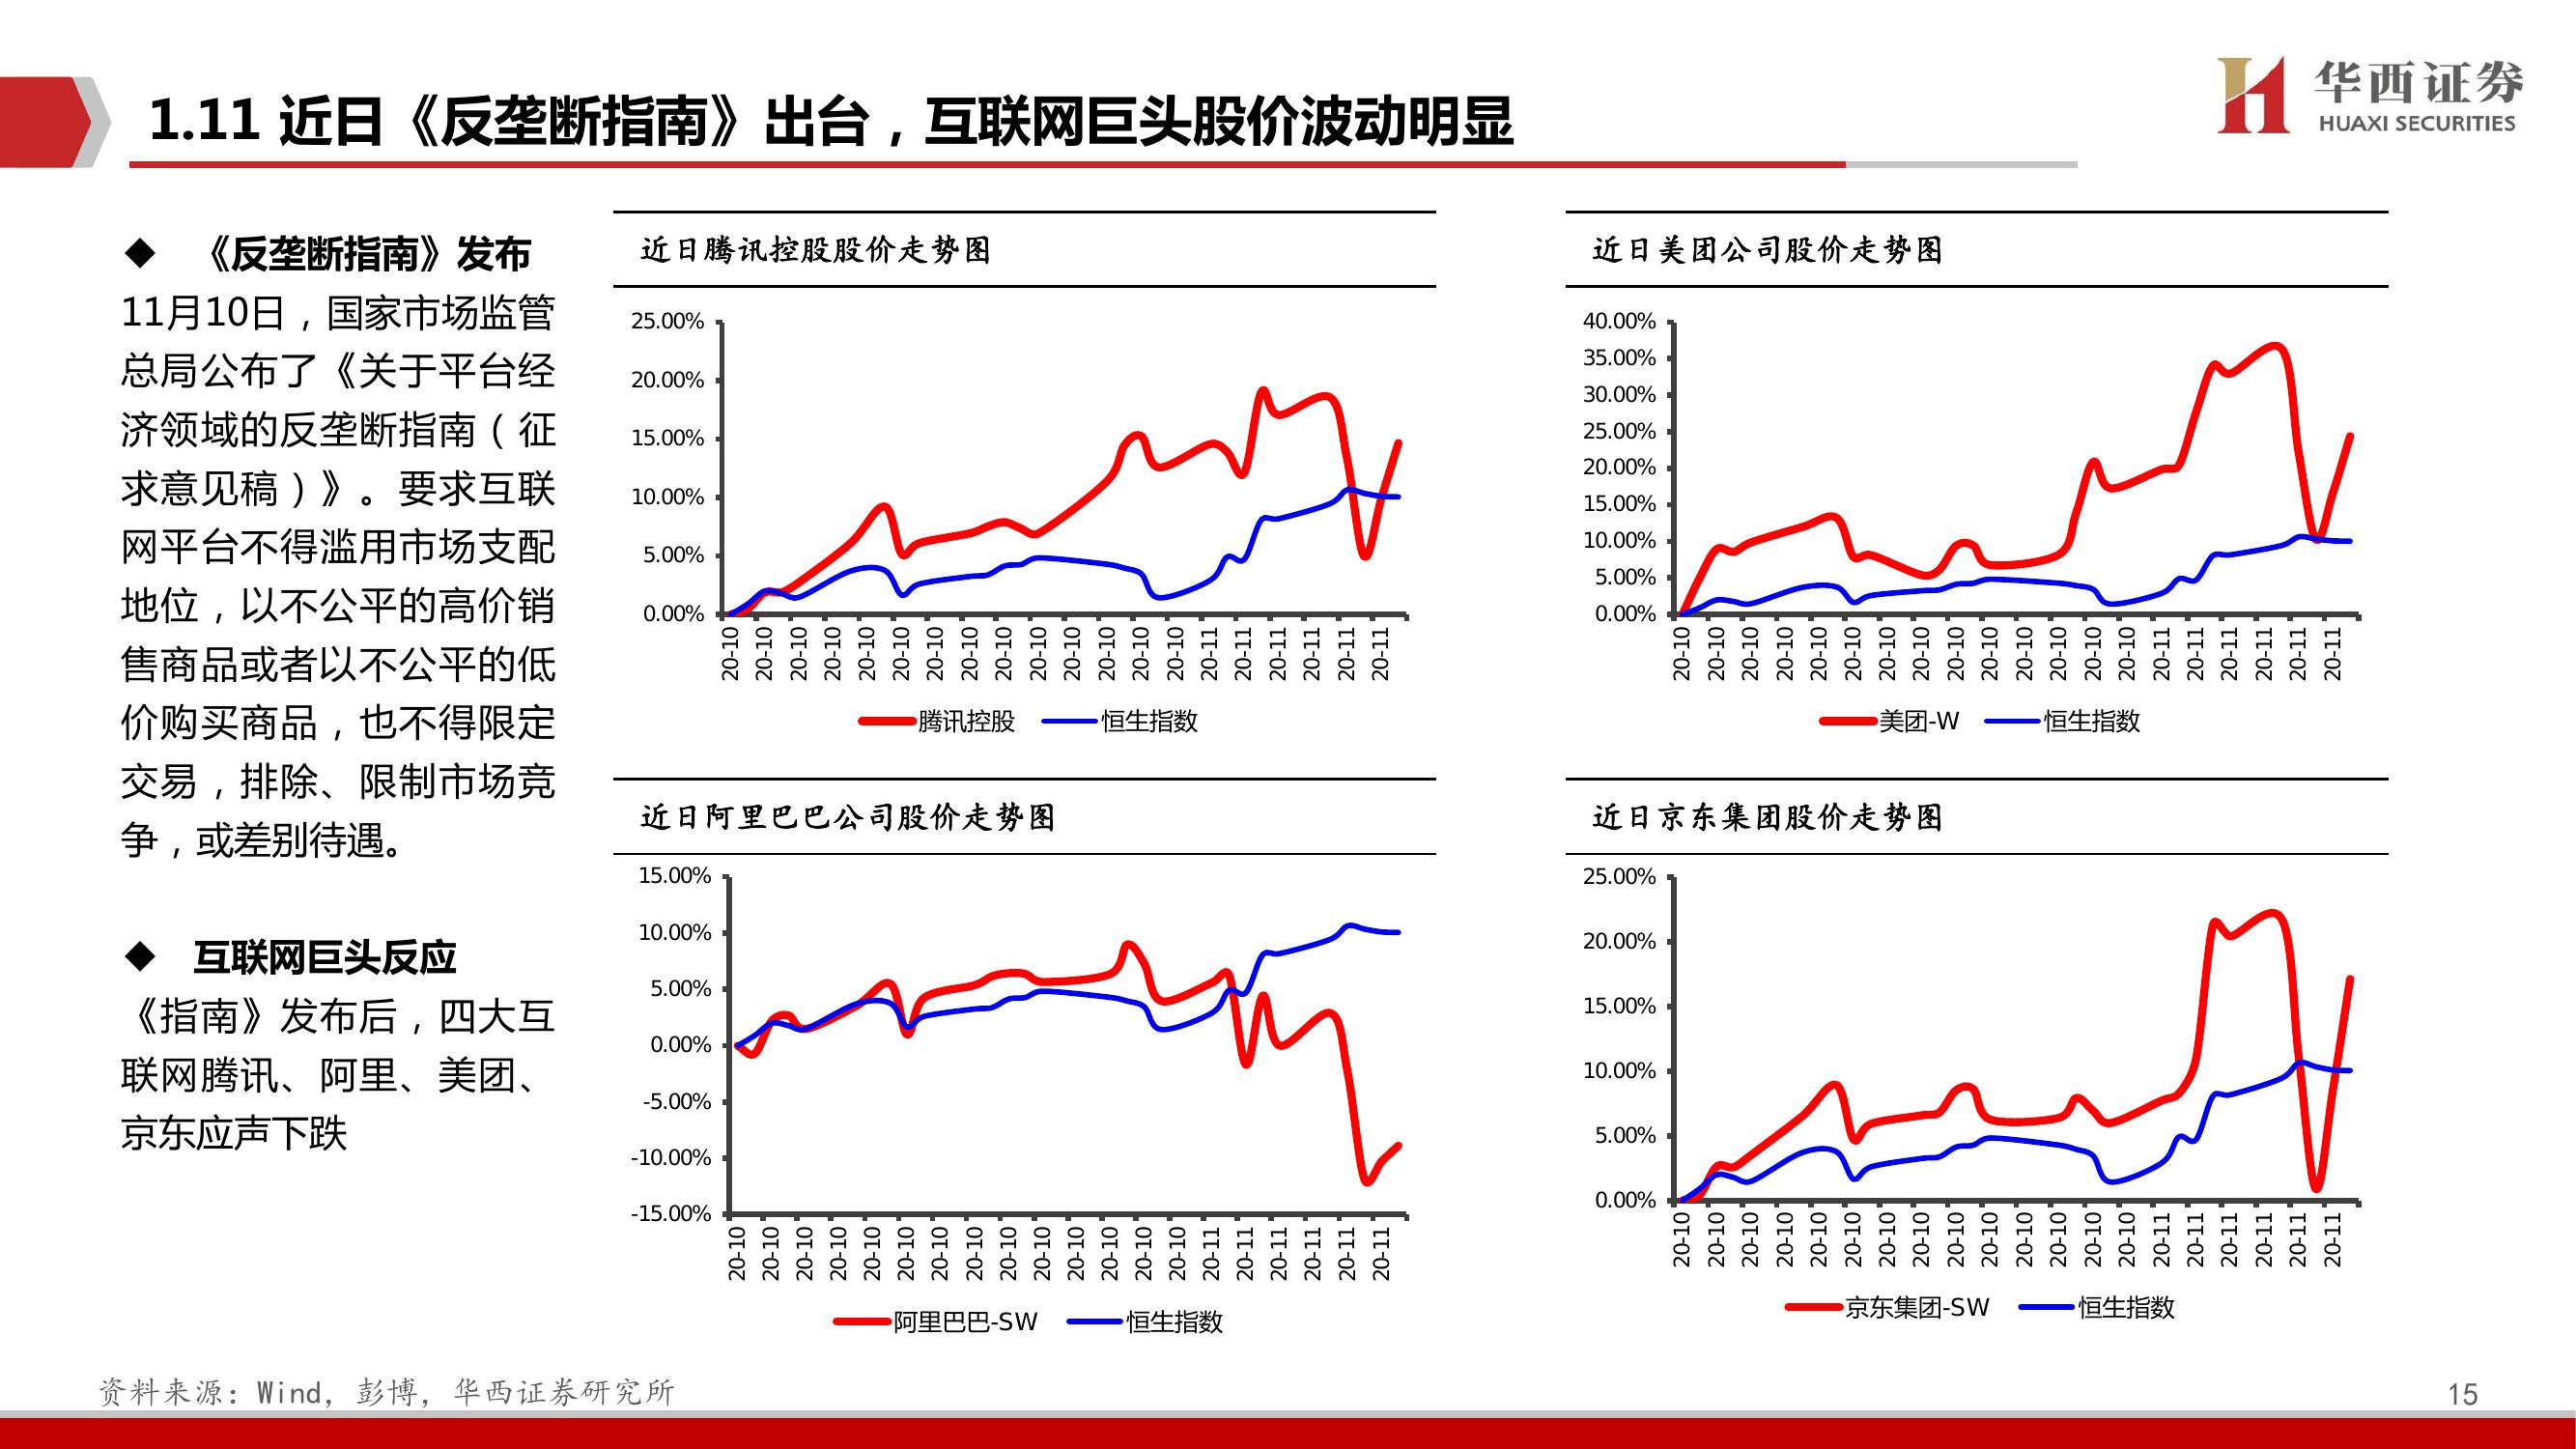 1.11 近日《反垄断指南》出台，互联网巨头股价波动明显
华西证券
HUAXI SECURITIES
◆ 《反垄断指南》发布
11月10日，国家市场监管
总局公布了《关于平台经
济领域的反垄断指南（征
求意见稿）》。要求互联
网平台不得滥用市场支配
地位，以不公平的高价销
售商品或者以不公平的低
价购买商品，也不得限定
交易，排除、限制市场竞
争，或差别待遇。
◆ 互联网巨头反应
《指南》发布后，四大互
联网腾讯、阿里、美团、
京东应声下跌
近日腾讯控股股价走势图
25.00%
20.00%
15.00%
10.00%
5.00%
0.00%
20-10 20-10 20-10 20-10 20-10 20-10 20-10 20-10 20-10 20-10 20-10 20-10 20-10 20-10 20-11 20-11 20-11 20-11 20-11 20-11
腾讯控股 恒生指数
近日美团公司股价走势图
40.00%
35.00%
30.00%
25.00%
20.00%
15.00%
10.00%
5.00%
0.00%
20-10 20-10 20-10 20-10 20-10 20-10 20-10 20-10 20-10 20-10 20-10 20-10 20-10 20-10 20-11 20-11 20-11 20-11 20-11 20-11
美团-W 恒生指数
近日阿里巴巴公司股价走势图
15.00%
10.00%
5.00%
0.00%
-5.00%
-10.00%
-15.00%
20-10 20-10 20-10 20-10 20-10 20-10 20-10 20-10 20-10 20-10 20-10 20-10 20-10 20-10 20-11 20-11 20-11 20-11 20-11 20-11
阿里巴巴-SW 恒生指数
近日京东集团股价走势图
25.00%
20.00%
15.00%
10.00%
5.00%
0.00%
20-10 20-10 20-10 20-10 20-10 20-10 20-10 20-10 20-10 20-10 20-10 20-10 20-10 20-10 20-11 20-11 20-11 20-11 20-11 20-11
京东集团-SW 恒生指数
资料来源：Wind，彭博，华西证券研究所
15